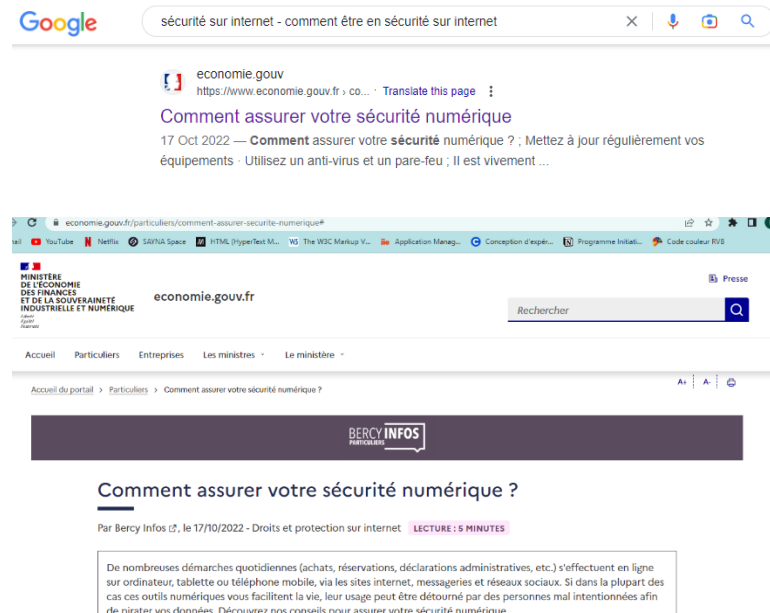 Google
sécurité sur internet - comment être en sécurité sur internet
economie.gouv
https://www.economie.gouv.fr › co... · Translate this page
Comment assurer votre sécurité numérique
17 Oct 2022 — Comment assurer votre sécurité numérique ? ; Mettez à jour régulièrement vos
équipements · Utilisez un anti-virus et un pare-feu ; Il est vivement ...
economie.gouv.fr/particuliers/comment-assurer-securite-numerique#
YouTube Netflix SAYNA Space HTML (HyperText M... The W3C Markup V... Application Manag... Conception d'expér... Programme Initiati... Code couleur RVB
MINISTÈRE
DE L'ÉCONOMIE
DES FINANCES
ET DE LA SOUVERAINETÉ
INDUSTRIELLE ET NUMÉRIQUE
Liberté
Égalité
Fraternité
economie.gouv.fr
Presse
Rechercher
Accueil Particuliers Entreprises Les ministres Le ministère
Accueil du portail > Particuliers > Comment assurer votre sécurité numérique ?
A+ A-
BERCY INFOS
PARTICULIERS
Comment assurer votre sécurité numérique ?
Par Bercy Infos, le 17/10/2022 - Droits et protection sur internet LECTURE : 5 MINUTES
De nombreuses démarches quotidiennes (achats, réservations, déclarations administratives, etc.) s'effectuent en ligne
sur ordinateur, tablette ou téléphone mobile, via les sites internet, messageries et réseaux sociaux. Si dans la plupart des
cas ces outils numériques vous facilitent la vie, leur usage peut être détourné par des personnes mal intentionnées afin
de pirater vos données. Découvrez nos conseils pour assurer votre sécurité numérique.